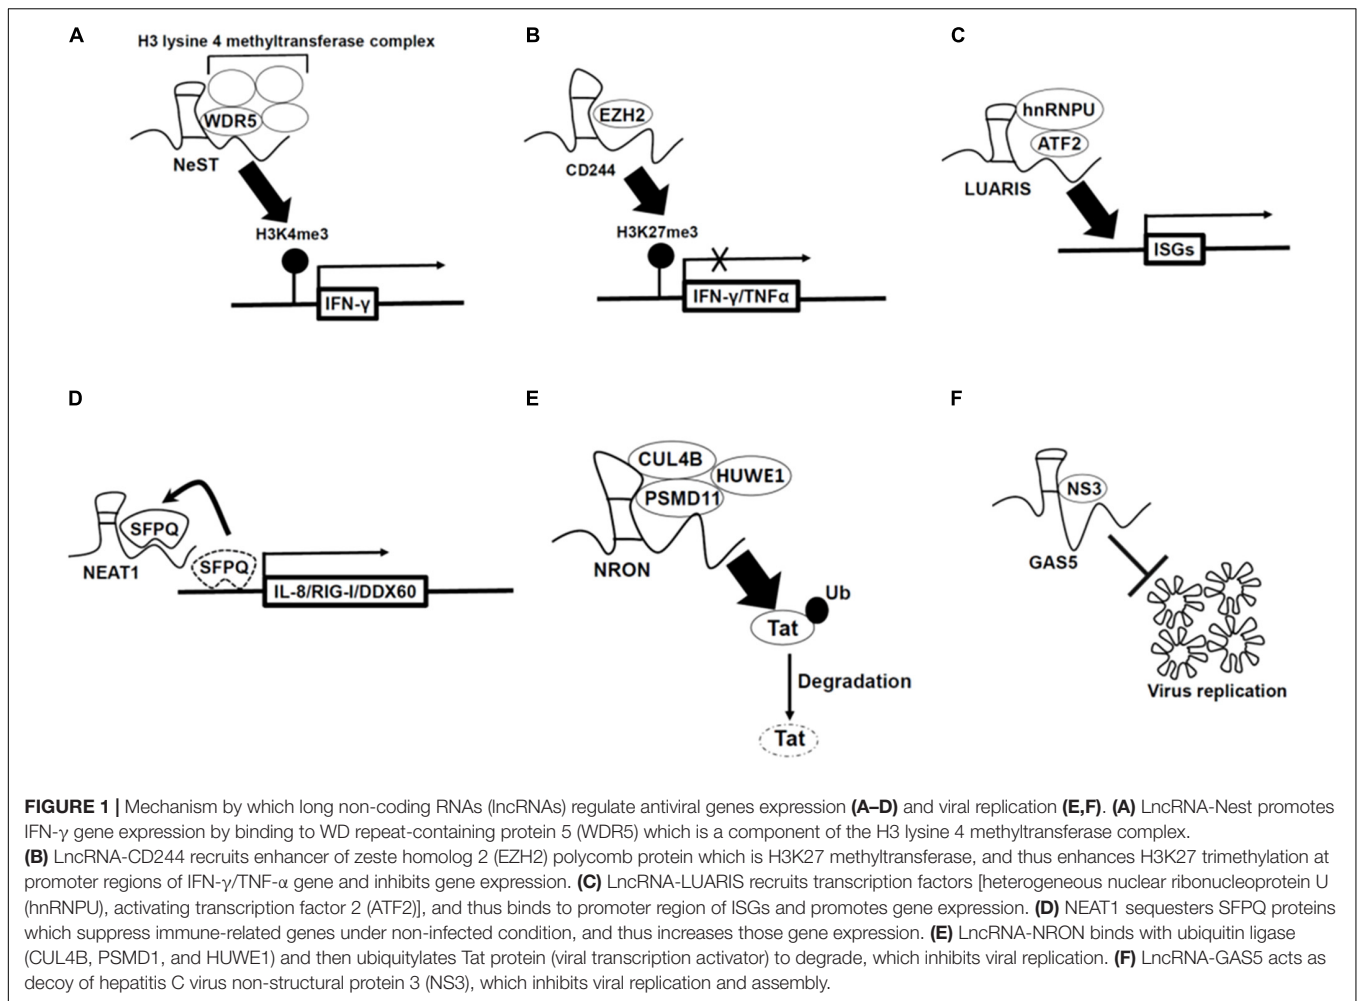 A
H3 lysine 4 methyltransferase complex
WDR5
NeST
H3K4me3
IFN-γ
B
EZH2
CD244
H3K27me3
IFN-γ/TNFα
C
hnRNPU
ATF2
LUARIS
ISGs
D
SFPQ
NEAT1
SFPQ
IL-8/RIG-I/DDX60
E
CUL4B
HUWE1
PSMD11
NRON
Ub
Tat
Degradation
Tat
F
NS3
GAS5
Virus replication
FIGURE 1 | Mechanism by which long non-coding RNAs (lncRNAs) regulate antiviral genes expression (A–D) and viral replication (E,F). (A) LncRNA-Nest promotes
IFN-γ gene expression by binding to WD repeat-containing protein 5 (WDR5) which is a component of the H3 lysine 4 methyltransferase complex.
(B) LncRNA-CD244 recruits enhancer of zeste homolog 2 (EZH2) polycomb protein which is H3K27 methyltransferase, and thus enhances H3K27 trimethylation at
promoter regions of IFN-γ/TNF-α gene and inhibits gene expression. (C) LncRNA-LUARIS recruits transcription factors [heterogeneous nuclear ribonucleoprotein U
(hnRNPU), activating transcription factor 2 (ATF2)], and thus binds to promoter region of ISGs and promotes gene expression. (D) NEAT1 sequesters SFPQ proteins
which suppress immune-related genes under non-infected condition, and thus increases those gene expression. (E) LncRNA-NRON binds with ubiquitin ligase
(CUL4B, PSMD1, and HUWE1) and then ubiquitylates Tat protein (viral transcription activator) to degrade, which inhibits viral replication. (F) LncRNA-GAS5 acts as
decoy of hepatitis C virus non-structural protein 3 (NS3), which inhibits viral replication and assembly.